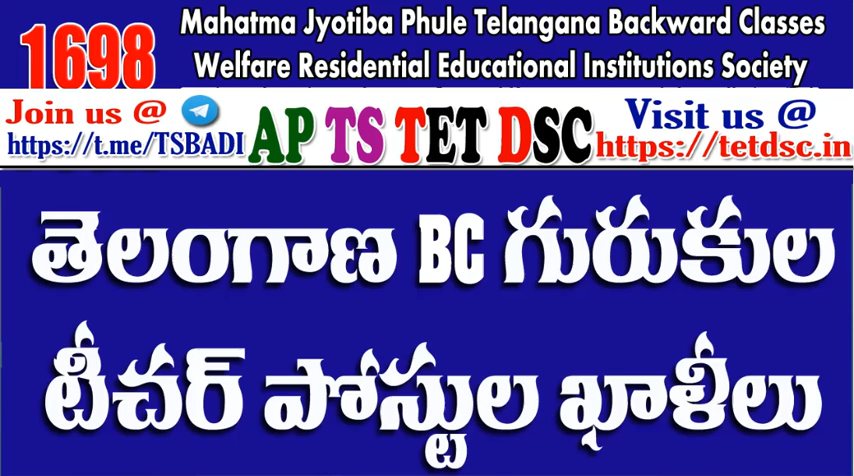 1698
Mahatma Jyotiba Phule Telangana Backward Classes
Welfare Residential Educational Institutions Society
Join us @
https://t.me/TSBADI
AP TS TET DSC
Visit us @
https://tetdsc.in
తెలంగాణ BC గురుకుల
టీచర్ పోస్టుల ఖాళీలు